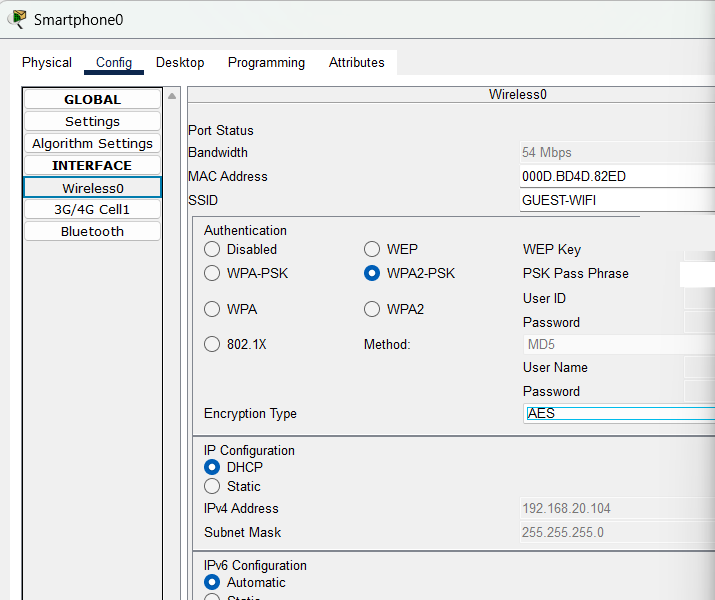 Smartphone0
Physical Config Desktop Programming Attributes
GLOBAL
Settings
Algorithm Settings
INTERFACE
Wireless0
3G/4G Cell1
Bluetooth
Wireless0
Port Status
Bandwidth 54 Mbps
MAC Address 000D.BD4D.82ED
SSID GUEST-WIFI
Authentication
Disabled WEP WEP Key
WPA-PSK WPA2-PSK PSK Pass Phrase
User ID
WPA WPA2
Password
802.1X Method: MD5
User Name
Password
Encryption Type AES
IP Configuration
DHCP
Static
IPv4 Address 192.168.20.104
Subnet Mask 255.255.255.0
IPv6 Configuration
Automatic
Static